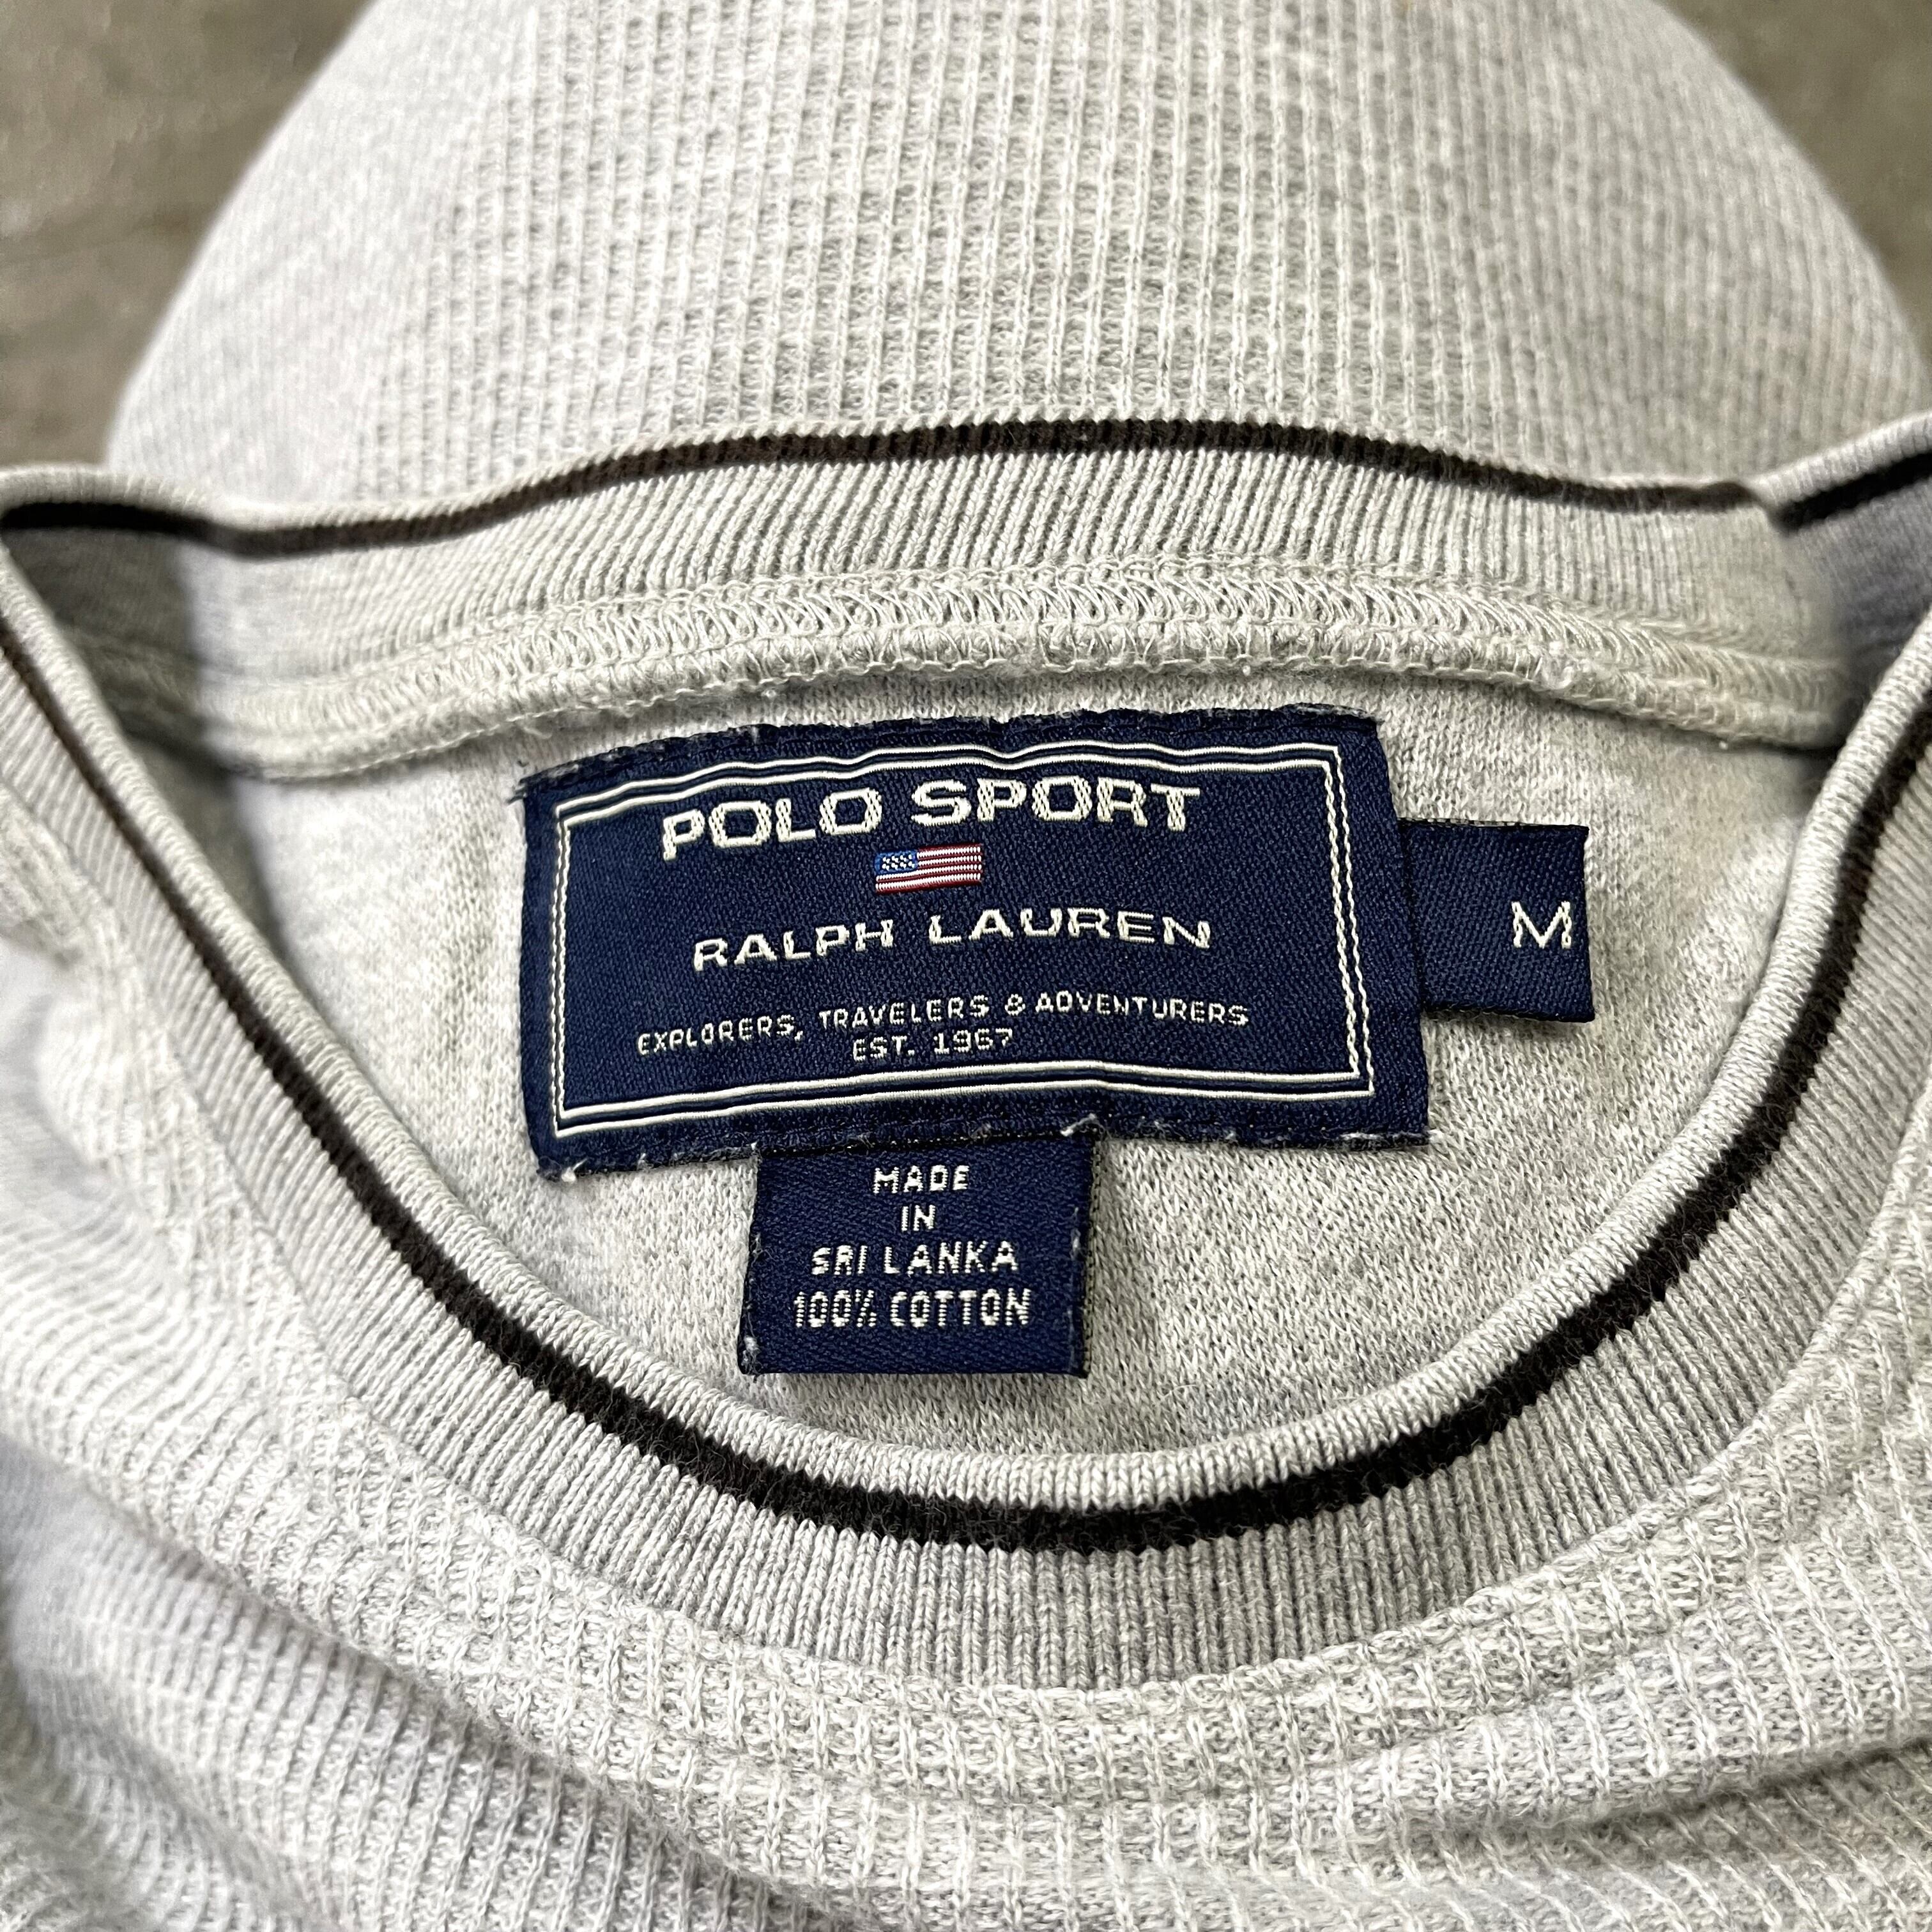 POLO SPORT
RALPH LAUREN
EXPLORERS, TRAVELERS & ADVENTURERS
EST. 1967
M
MADE
IN
SRI LANKA
100% COTTON